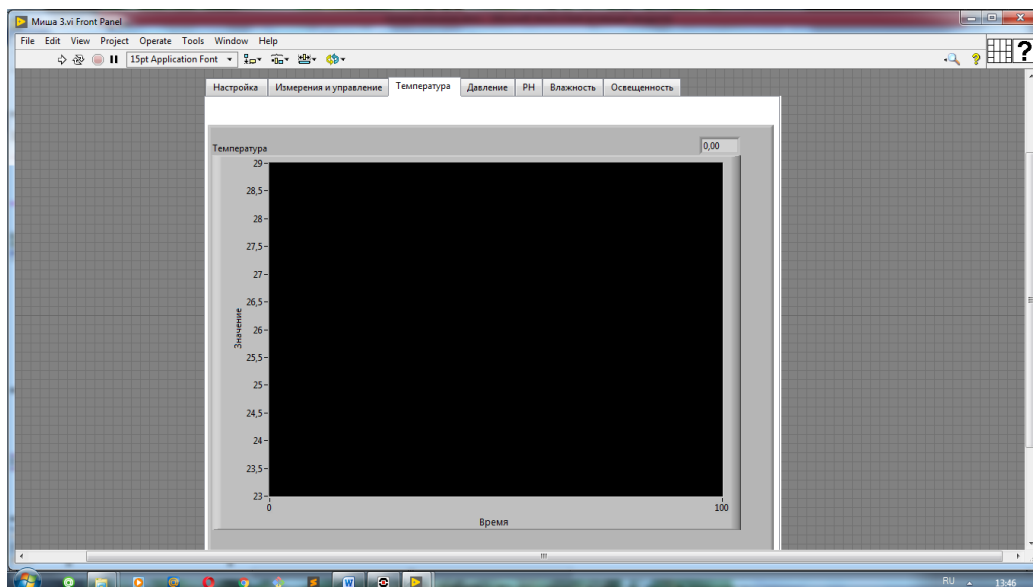 Миша 3.vi Front Panel
File Edit View Project Operate Tools Window Help
15pt Application Font
?
Настройка Измерения и управление Температура Давление PH Влажность Освещенность
Температура 0,00
29
28,5
28
27,5
27
26,5
26
25,5
25
24,5
24
23,5
23
Значение
0 100
Время
RU 13:46